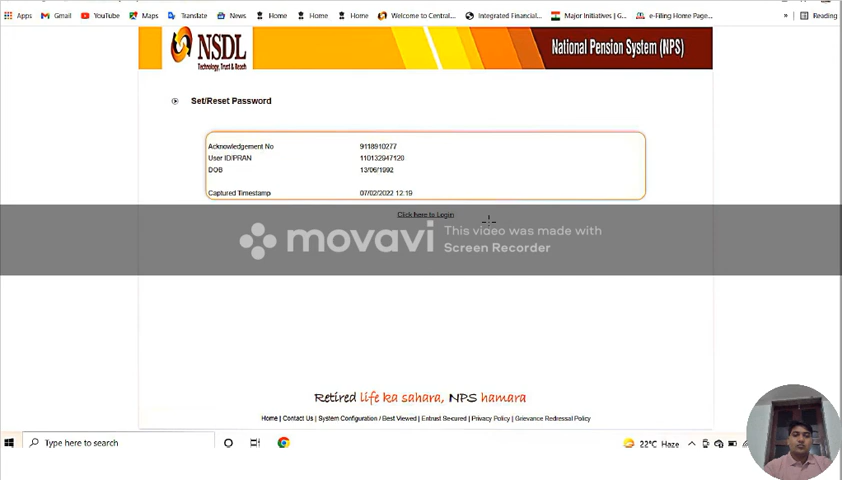 Apps Gmail YouTube Maps Translate News Home Home Home Welcome to Central... Integrated Financial... Major Initiatives | G... e-Filing Home Page... » Reading
NSDL
Technology, Trust & Reach
National Pension System (NPS)
Set/Reset Password
Acknowledgement No 9118910277
User ID/PRAN 110132947120
DOB 13/06/1992
Captured Timestamp 07/02/2022 12:19
Click here to Login
movavi
This video was made with
Screen Recorder
Retired life ka sahara, NPS hamara
Home | Contact Us | System Configuration / Best Viewed | Entrust Secured | Privacy Policy | Grievance Redressal Policy
Type here to search
22°C Haze